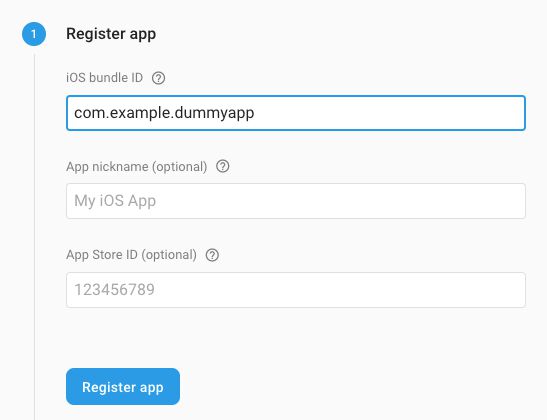 1 Register app
iOS bundle ID ?
com.example.dummyapp
App nickname (optional) ?
My iOS App
App Store ID (optional) ?
123456789
Register app